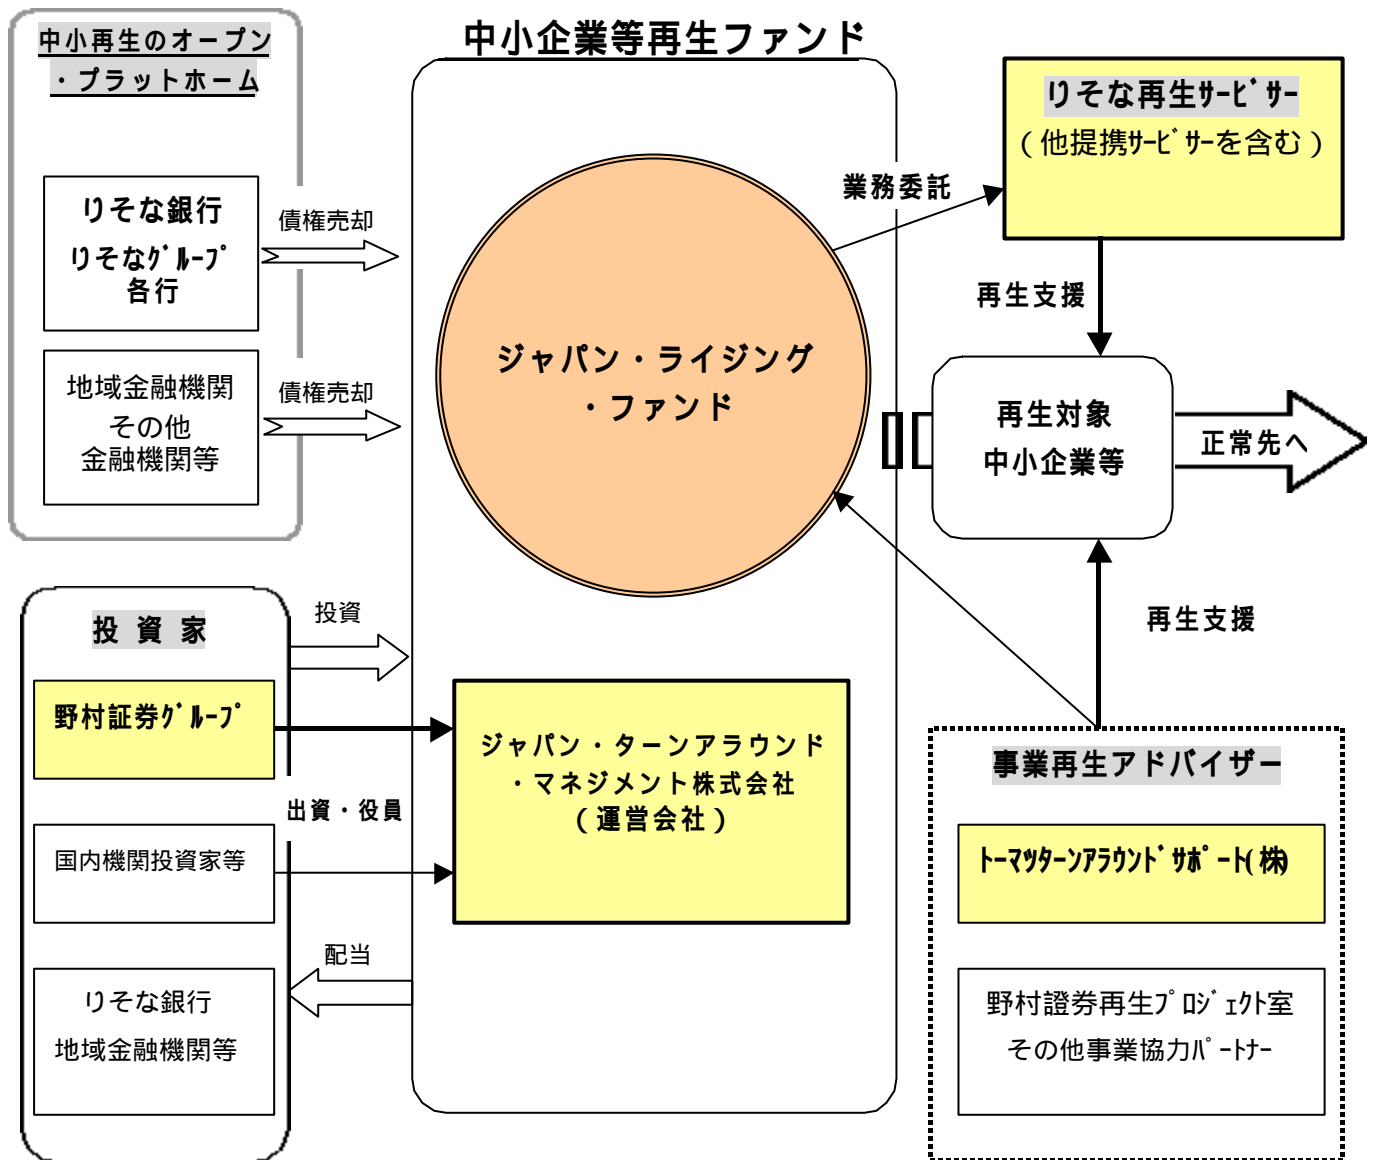 中小企業等再生ファンド
中小再生のオープン
・プラットホーム
りそな銀行
りそなｸﾞﾙｰﾌﾟ
各行
債権売却
地域金融機関
その他
金融機関等
債権売却
ジャパン・ライジング
・ファンド
業務委託
りそな再生ｻｰﾋﾞｻｰ
(他提携ｻｰﾋﾞｻｰを含む)
再生支援
再生対象
中小企業等
正常先へ
投 資 家
野村証券ｸﾞﾙｰﾌﾟ
国内機関投資家等
りそな銀行
地域金融機関等
投資
出資・役員
配当
ジャパン・ターンアラウンド
・マネジメント株式会社
(運営会社)
再生支援
事業再生アドバイザー
ﾄｰﾏﾂﾀｰﾝｱﾗｳﾝﾄﾞｻﾎﾟｰﾄ(株)
野村證券再生ﾌﾟﾛｼﾞｪｸﾄ室
その他事業協力ﾊﾟｰﾄﾅｰ